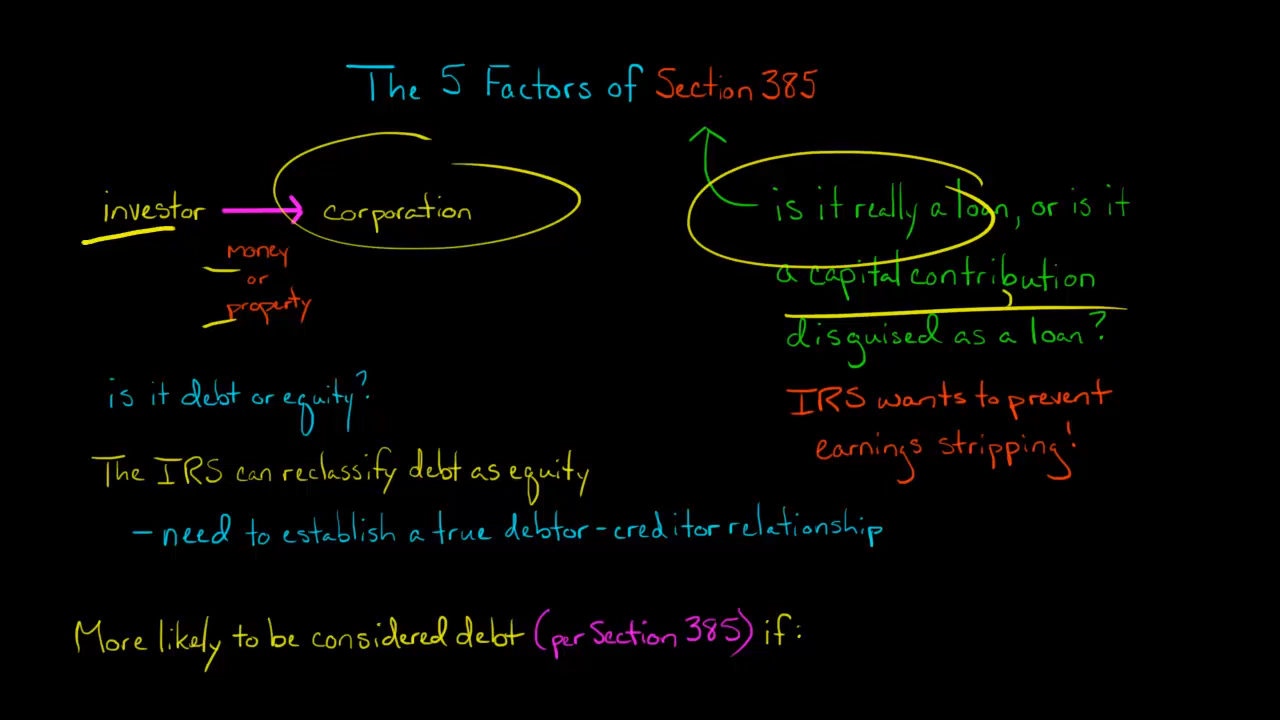 The 5 Factors of Section 385
investor
corporation
money
or
property
is it really a loan, or is it
a capital contribution
disguised as a loan?
IRS wants to prevent
earnings stripping!
is it debt or equity?
The IRS can reclassify debt as equity
- need to establish a true debtor-creditor relationship
More likely to be considered debt (per Section 385) if: